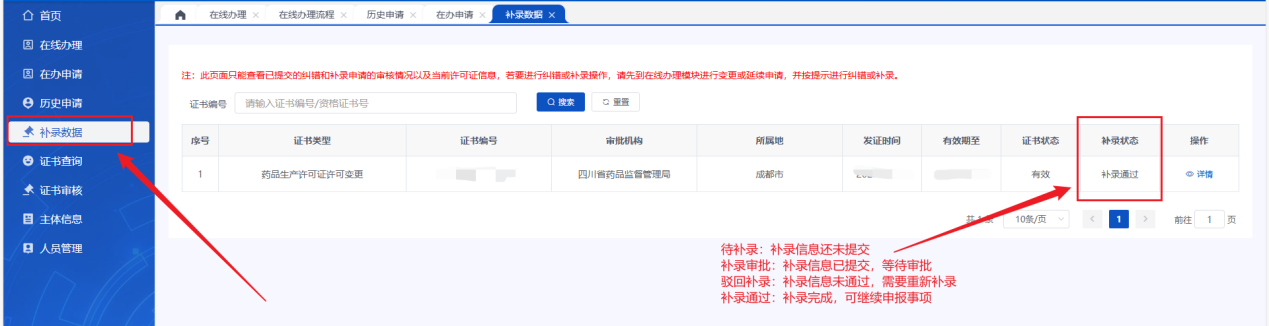 首页
在线办理
在办申请
历史申请
补录数据
证书查询
证书审核
主体信息
人员管理
在线办理 × 在线办理流程 × 历史申请 × 在办申请 × 补录数据 ×
注：此页面只能查看已提交的纠错和补录申请的审核情况以及当前许可证信息，若要进行纠错或补录操作，请先到在线办理模块进行变更或延续申请，并按提示进行纠错或补录。
证书编号 请输入证书编号/资格证书号 搜索 重置
序号 证书类型 证书编号 审批机构 所属地 发证时间 有效期至 证书状态 补录状态 操作
1 药品生产许可证许可变更 四川省药品监督管理局 成都市 有效 补录通过 详情
10条/页 < 1 > 前往 1 页
待补录：补录信息还未提交
补录审批：补录信息已提交，等待审批
驳回补录：补录信息未通过，需要重新补录
补录通过：补录完成，可继续申报事项